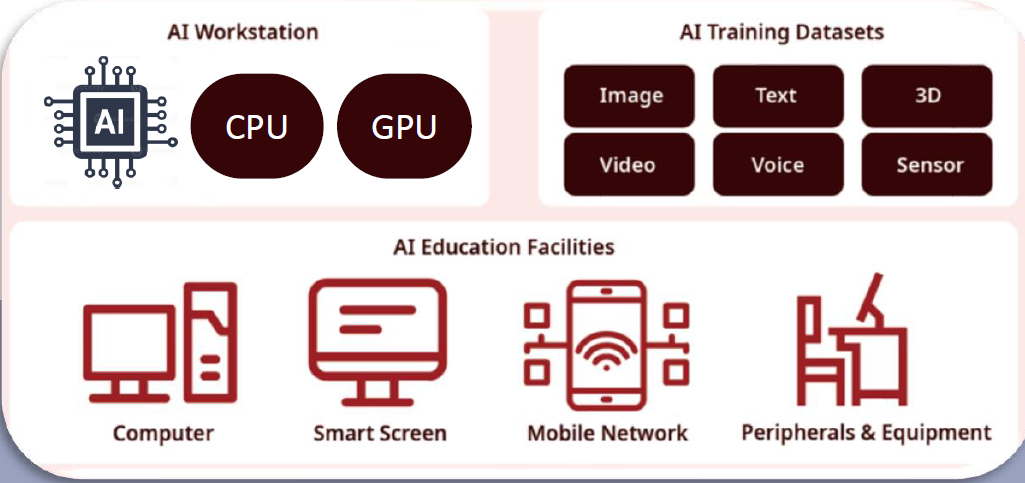 AI Workstation
AI
CPU
GPU
AI Training Datasets
Image
Text
3D
Video
Voice
Sensor
AI Education Facilities
Computer
Smart Screen
Mobile Network
Peripherals & Equipment